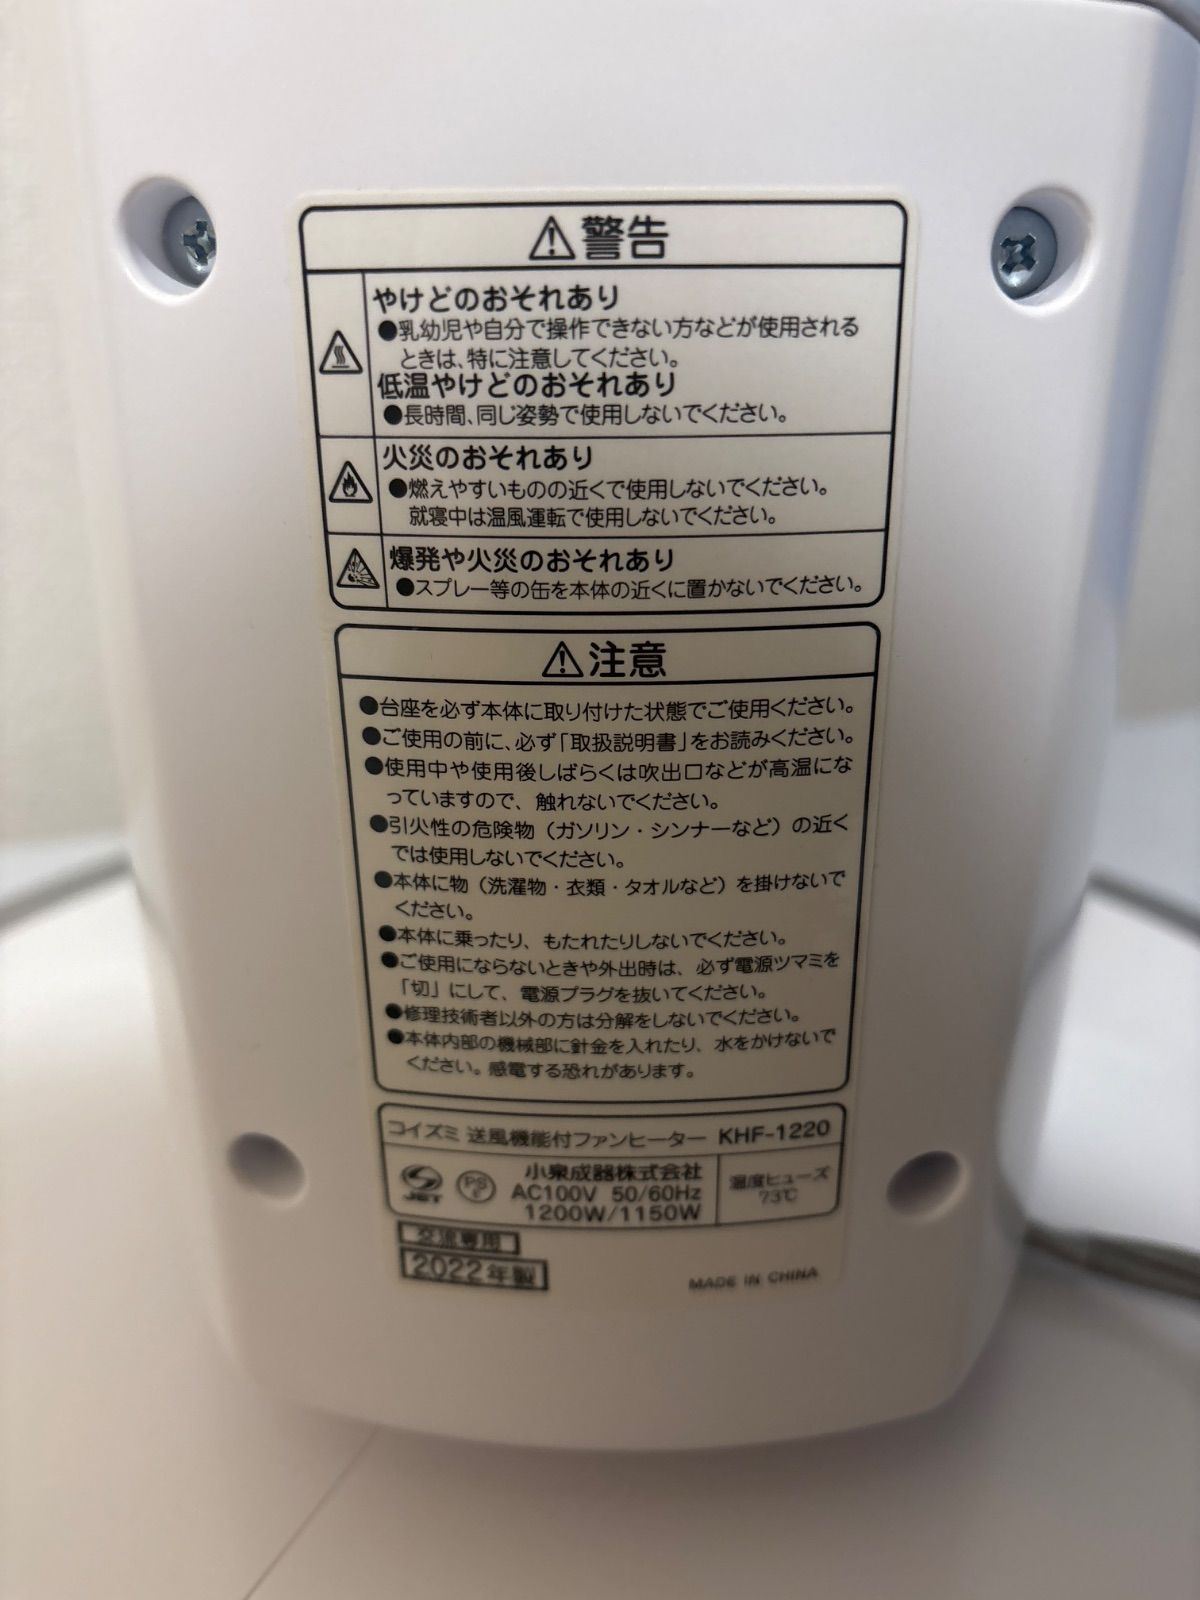 ⚠警告
やけどのおそれあり
●乳幼児や自分で操作できない方などが使用される
ときは、特に注意してください。
低温やけどのおそれあり
●長時間、同じ姿勢で使用しないでください。
火災のおそれあり
●燃えやすいものの近くで使用しないでください。
就寝中は温風運転で使用しないでください。
爆発や火災のおそれあり
●スプレー等の缶を本体の近くに置かないでください。
⚠注意
●台座を必ず本体に取り付けた状態でご使用ください。
●ご使用の前に、必ず「取扱説明書」をお読みください。
●使用中や使用後しばらくは吹出口などが高温にな
っていますので、触れないでください。
●引火性の危険物（ガソリン・シンナーなど）の近く
では使用しないでください。
●本体に物（洗濯物・衣類・タオルなど）を掛けないで
ください。
●本体に乗ったり、もたれたりしないでください。
●ご使用にならないときや外出時は、必ず電源ツマミを
「切」にして、電源プラグを抜いてください。
●修理技術者以外の方は分解をしないでください。
●本体内部の機械部に針金を入れたり、水をかけないで
ください。感電する恐れがあります。
コイズミ 送風機能付ファンヒーター KHF-1220
JET
PS E
小泉成器株式会社
AC100V 50/60Hz
1200W/1150W
温度ヒューズ
73℃
交流専用
2022年製
MADE IN CHINA